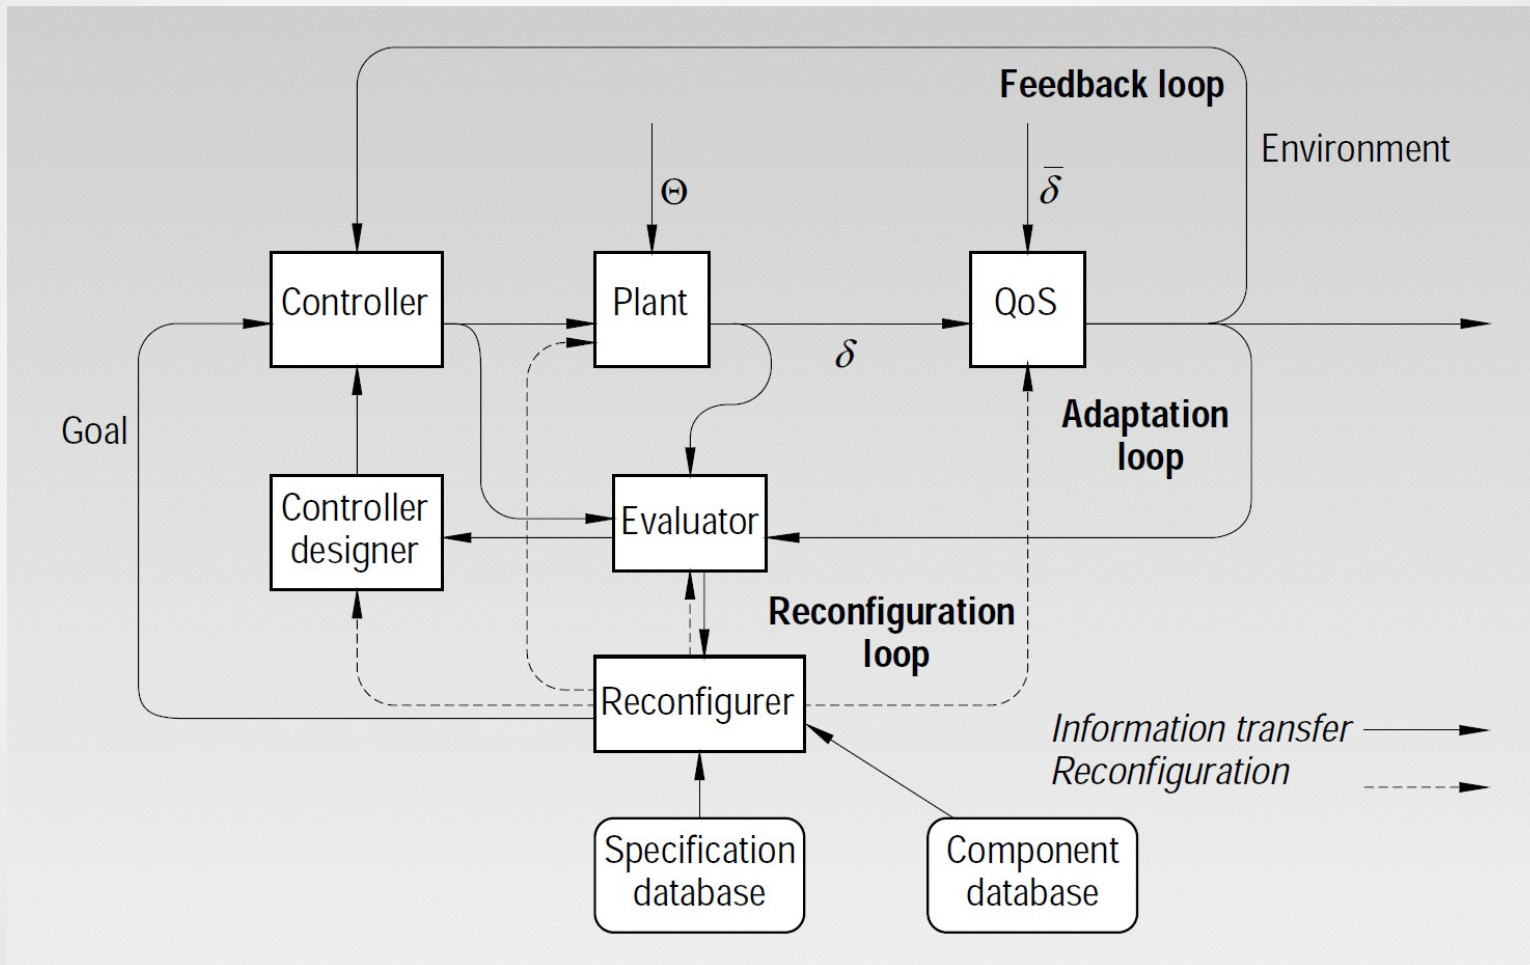 Feedback loop
Environment
Θ
δ̅
Controller
Plant
QoS
δ
Goal
Adaptation
loop
Controller
designer
Evaluator
Reconfiguration
loop
Reconfigurer
Information transfer
Reconfiguration
Specification
database
Component
database